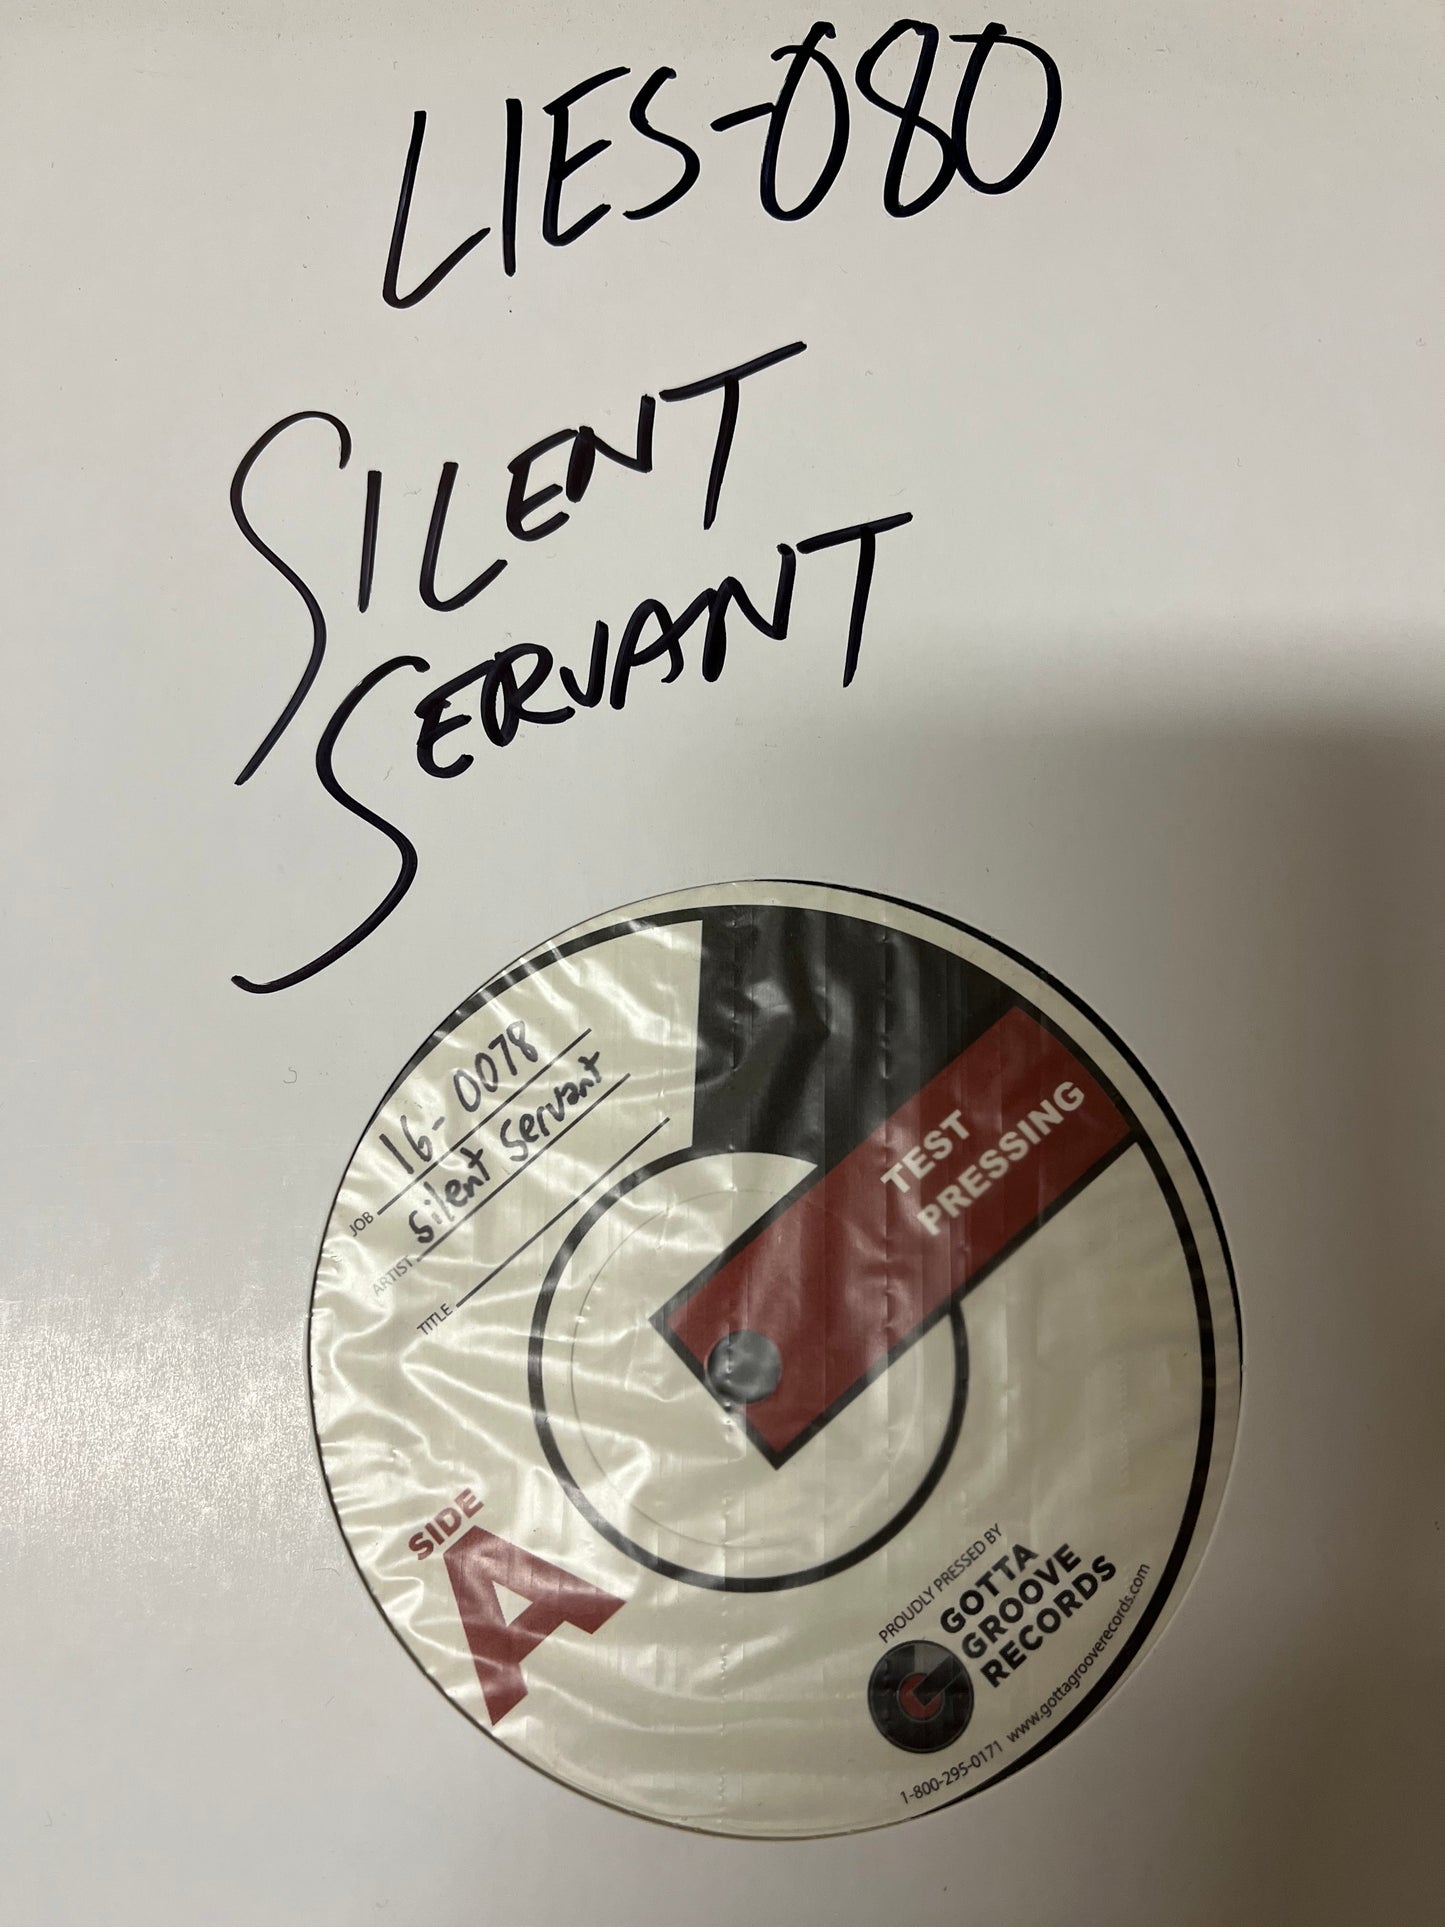 LIES-080
SILENT
SERVANT
JOB 16-0078
ARTIST Silent Servant
TITLE
TEST
PRESSING
SIDE
A
PROUDLY PRESSED BY
GOTTA
GROOVE
RECORDS
1-800-295-0171 www.gottagrooverecords.com